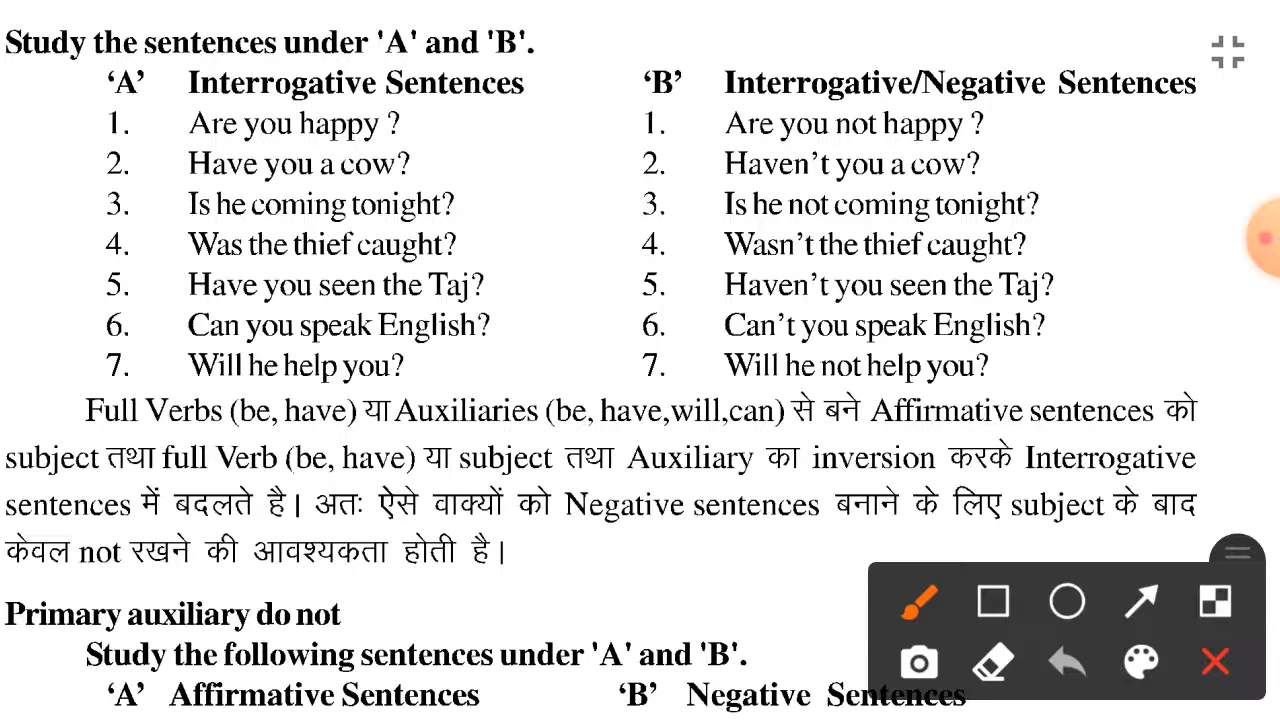 Study the sentences under 'A' and 'B'.
‘A’ Interrogative Sentences ‘B’ Interrogative/Negative Sentences
1. Are you happy ? 1. Are you not happy ?
2. Have you a cow? 2. Haven’t you a cow?
3. Is he coming tonight? 3. Is he not coming tonight?
4. Was the thief caught? 4. Wasn’t the thief caught?
5. Have you seen the Taj? 5. Haven’t you seen the Taj?
6. Can you speak English? 6. Can’t you speak English?
7. Will he help you? 7. Will he not help you?
Full Verbs (be, have) या Auxiliaries (be, have,will,can) से बने Affirmative sentences को
subject तथा full Verb (be, have) या subject तथा Auxiliary का inversion करके Interrogative
sentences में बदलते है। अतः ऐसे वाक्यों को Negative sentences बनाने के लिए subject के बाद
केवल not रखने की आवश्यकता होती है।
Primary auxiliary do not
Study the following sentences under 'A' and 'B'.
‘A’ Affirmative Sentences ‘B’ Negative Sentences